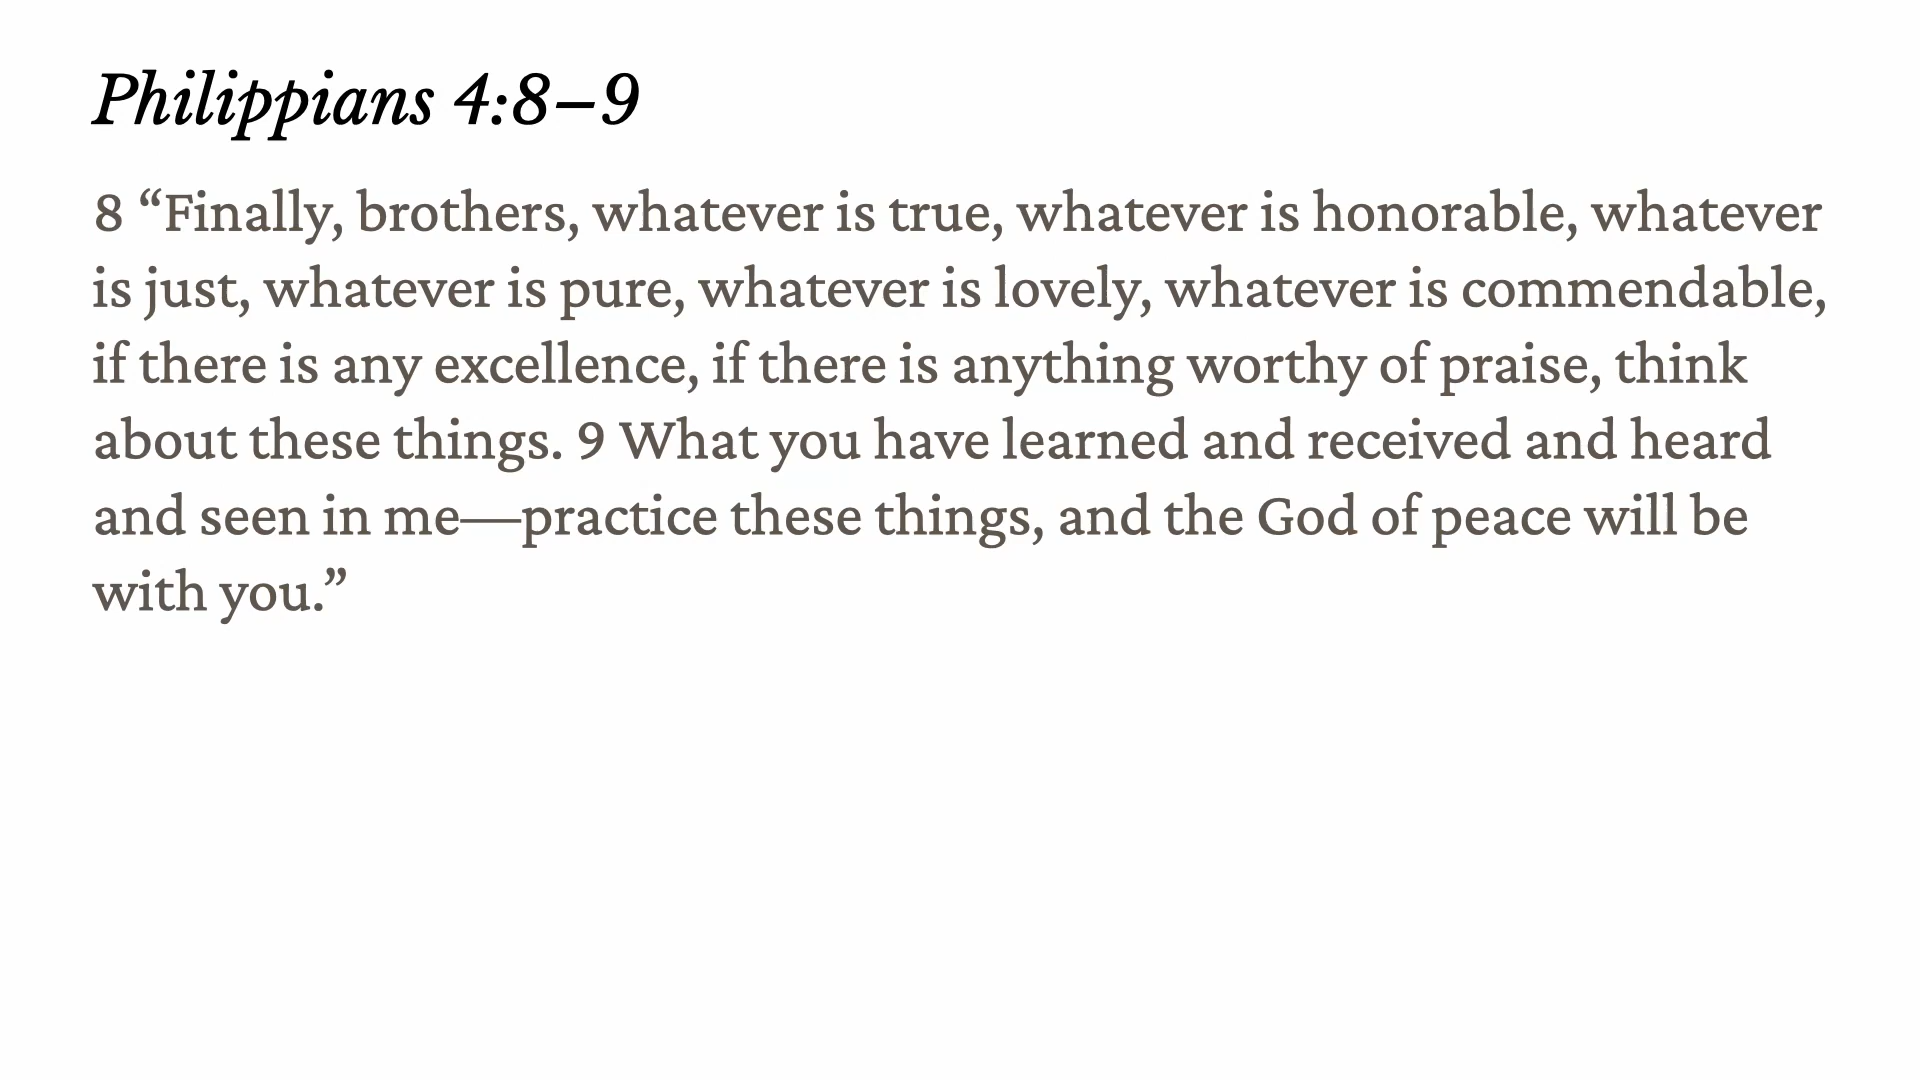 Philippians 4:8–9
8 “Finally, brothers, whatever is true, whatever is honorable, whatever
is just, whatever is pure, whatever is lovely, whatever is commendable,
if there is any excellence, if there is anything worthy of praise, think
about these things. 9 What you have learned and received and heard
and seen in me—practice these things, and the God of peace will be
with you.”